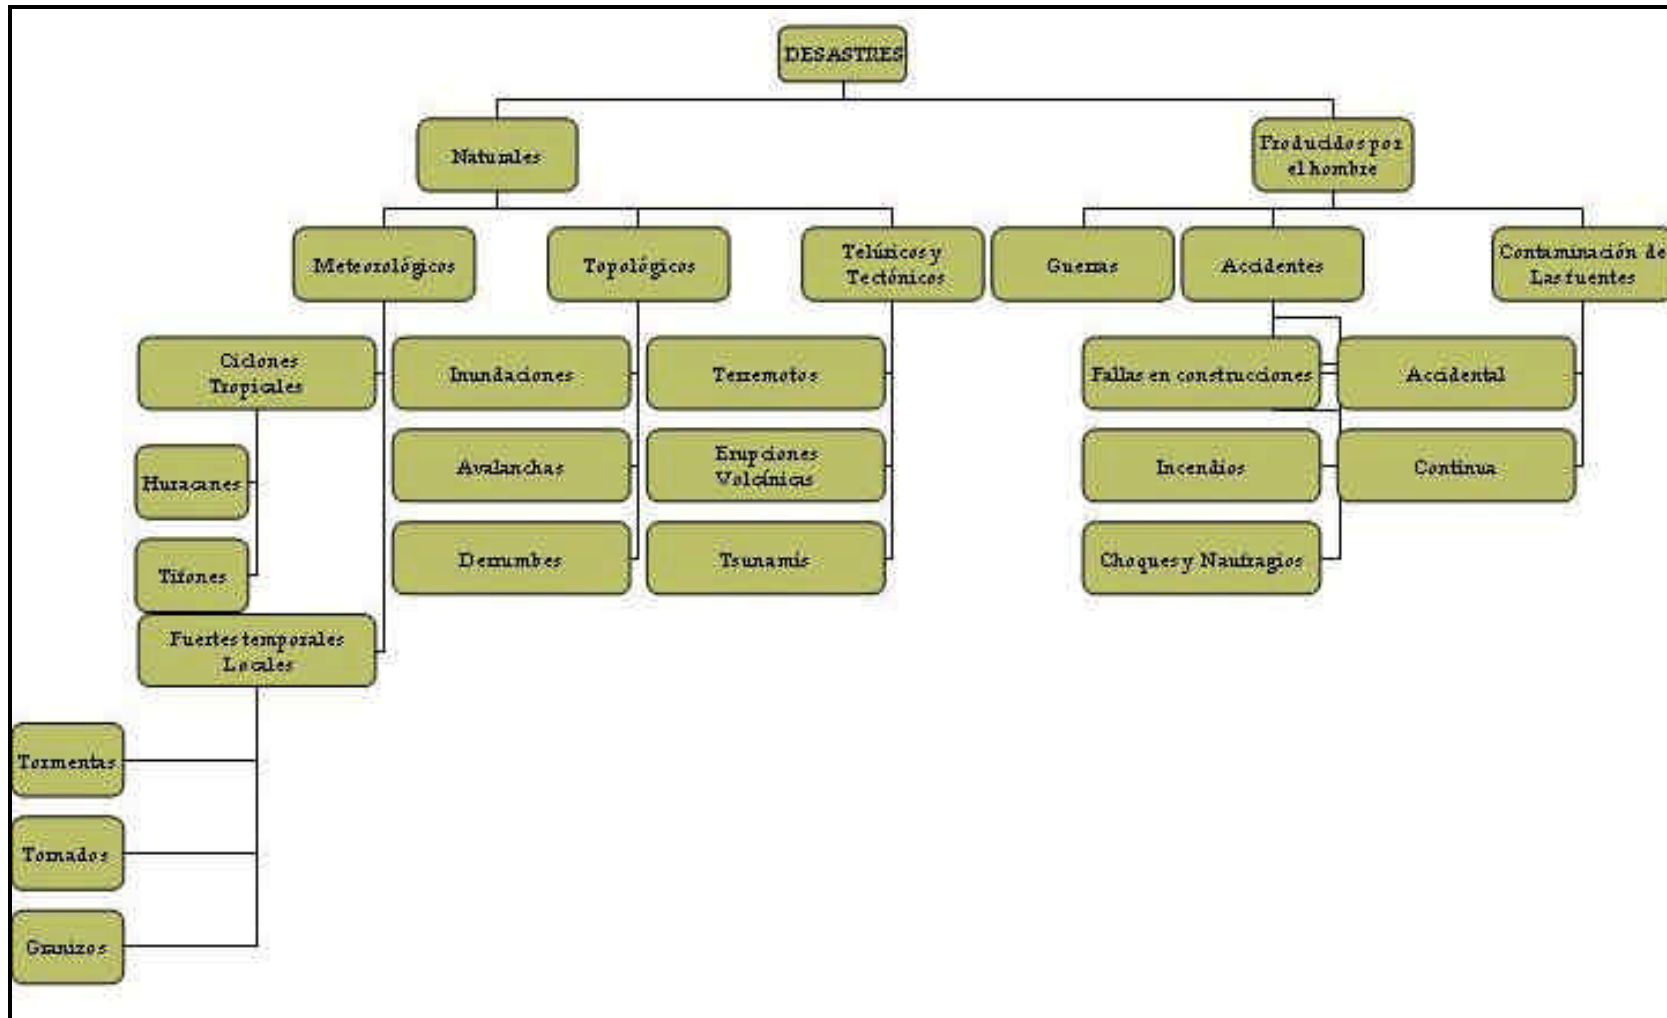 DESASTRES
Naturales
Producidos por
el hombre
Meteorológicos
Topológicos
Telúricos y
Tectónicos
Guerras
Accidentes
Contaminación de
Las fuentes
Ciclones
Tropicales
Inundaciones
Terremotos
Fallas en construcciones
Accidental
Huracanes
Avalanchas
Erupciones
Volcánicas
Incendios
Continua
Tifones
Derrumbes
Tsunamis
Choques y Naufragios
Fuertes temporales
Locales
Tormentas
Tornados
Granizos